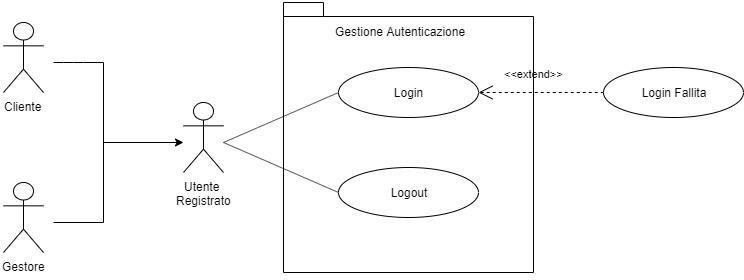 Gestione Autenticazione
<<extend>>
Login
Login Fallita
Cliente
Utente
Registrato
Logout
Gestore